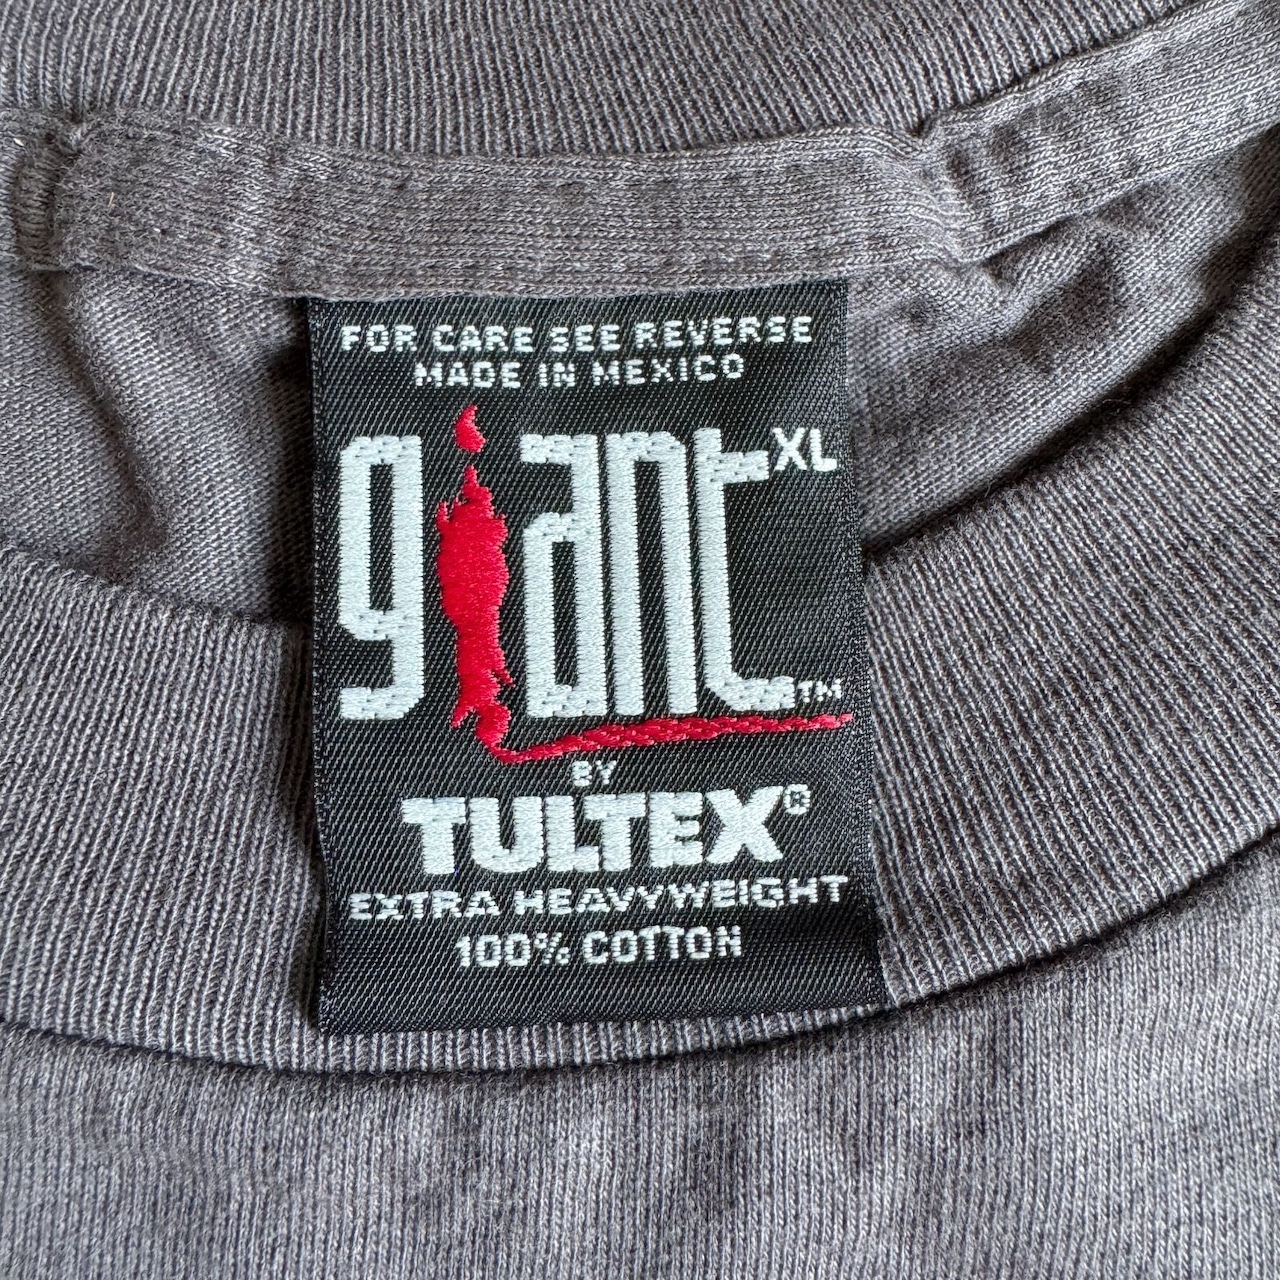 FOR CARE SEE REVERSE
MADE IN MEXICO
giant XL
TM
BY
TULTEX®
EXTRA HEAVYWEIGHT
100% COTTON